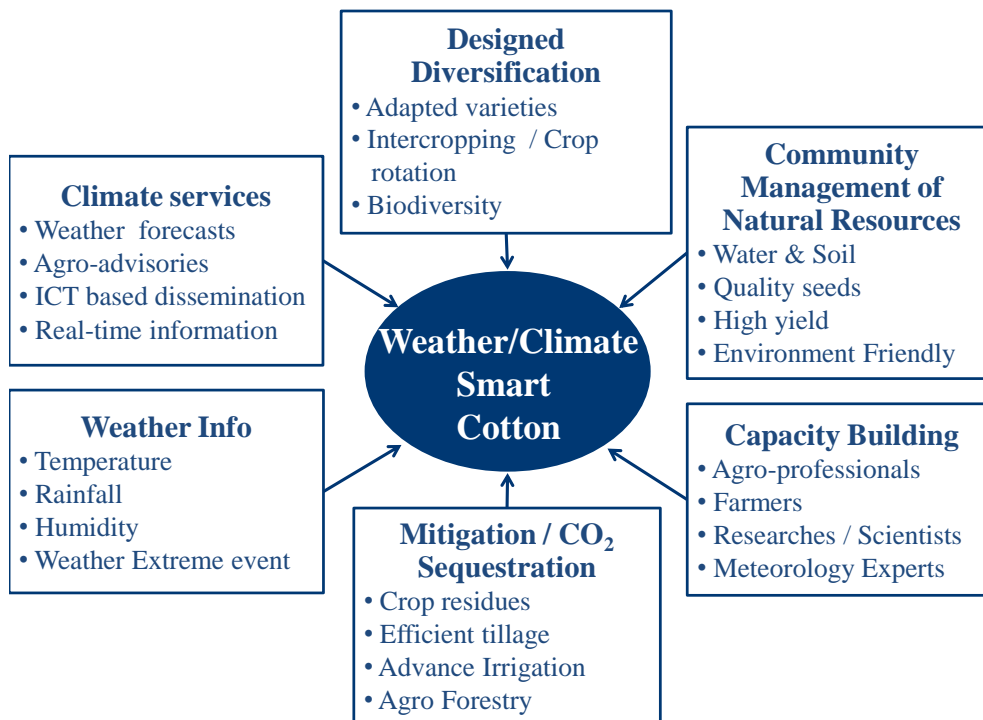 Designed
Diversification
• Adapted varieties
• Intercropping / Crop
rotation
• Biodiversity
Climate services
• Weather forecasts
• Agro-advisories
• ICT based dissemination
• Real-time information
Community
Management of
Natural Resources
• Water & Soil
• Quality seeds
• High yield
• Environment Friendly
Weather/Climate
Smart
Cotton
Weather Info
• Temperature
• Rainfall
• Humidity
• Weather Extreme event
Mitigation / CO₂
Sequestration
• Crop residues
• Efficient tillage
• Advance Irrigation
• Agro Forestry
Capacity Building
• Agro-professionals
• Farmers
• Researches / Scientists
• Meteorology Experts